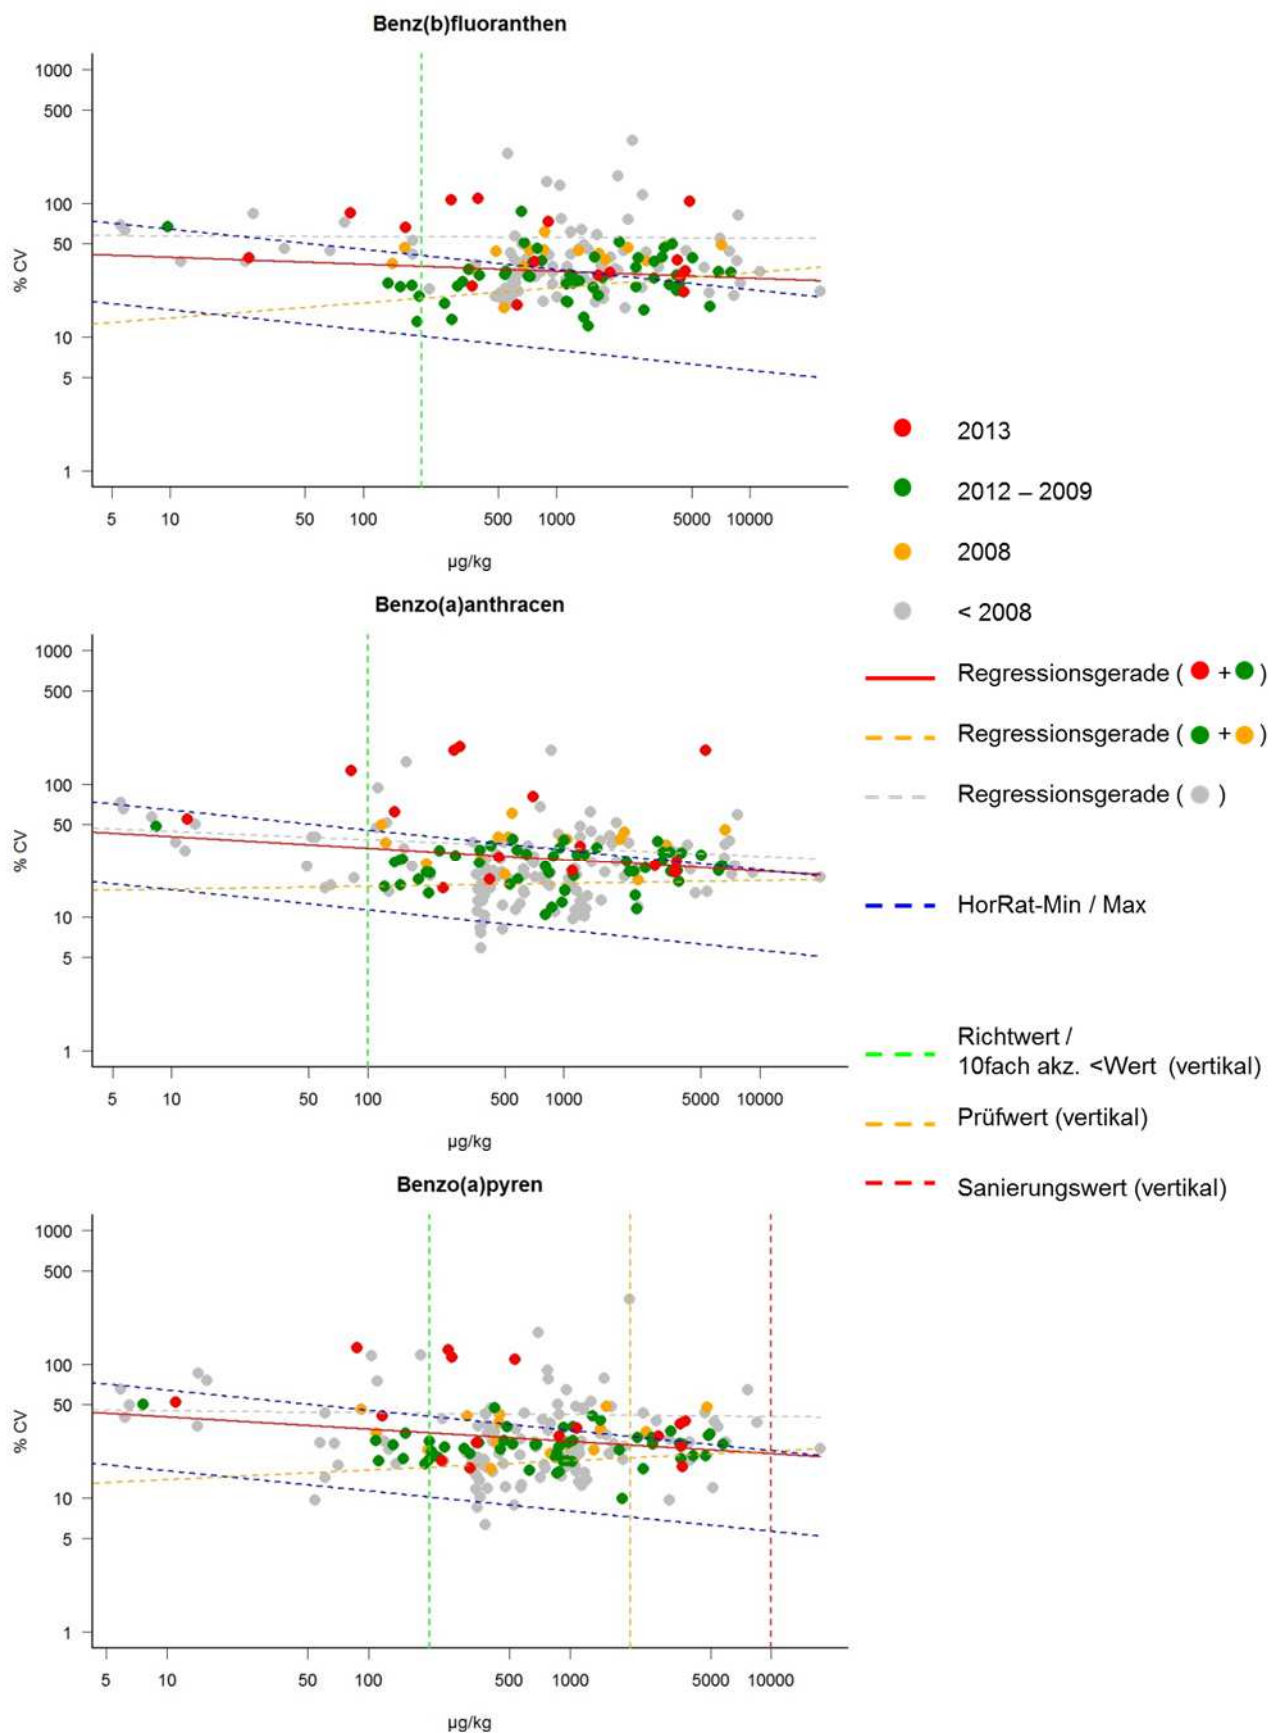 Benz(b)fluoranthen
1000
500
100
50
10
5
1
% CV
5 10 50 100 500 1000 5000 10000
µg/kg
2013
2012 – 2009
2008
< 2008
Regressionsgerade ( + )
Regressionsgerade ( + )
Regressionsgerade ( )
HorRat-Min / Max
Richtwert /
10fach akz. <Wert (vertikal)
Prüfwert (vertikal)
Sanierungswert (vertikal)
Benzo(a)anthracen
1000
500
100
50
10
5
1
% CV
5 10 50 100 500 1000 5000 10000
µg/kg
Benzo(a)pyren
1000
500
100
50
10
5
1
% CV
5 10 50 100 500 1000 5000 10000
µg/kg